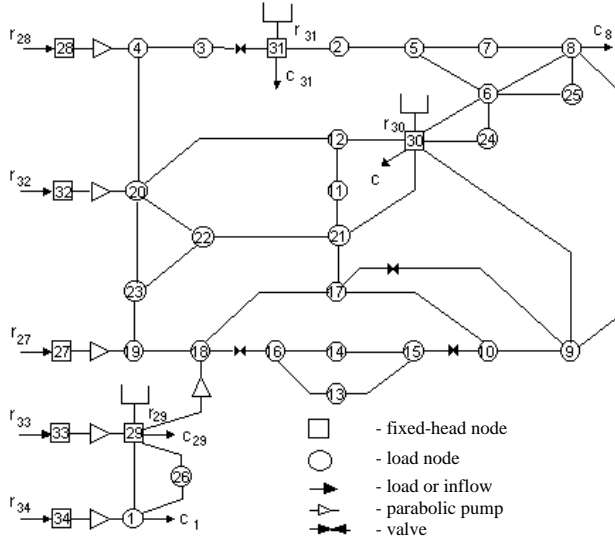 r28
28
4
3
31
r31
c31
2
5
7
8
c8
6
25
24
r30
30
c
12
11
r32
32
20
22
21
23
17
r27
27
19
18
16
14
15
10
9
13
r33
33
29
r29
c29
26
r34
34
1
c1
- fixed-head node
- load node
- load or inflow
- parabolic pump
- valve